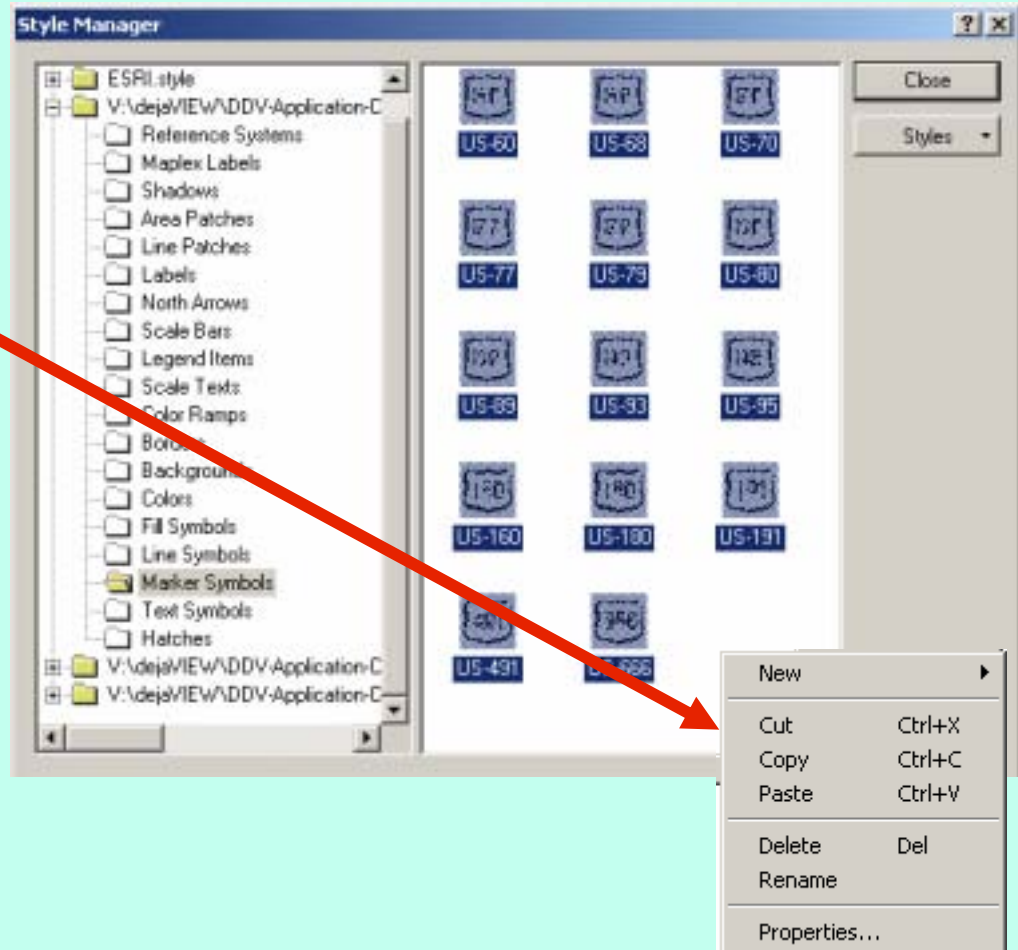 Style Manager
ESRI.style
V:\dejaVIEW\DDV-Application-D
Reference Systems
Maplex Labels
Shadows
Area Patches
Line Patches
Labels
North Arrows
Scale Bars
Legend Items
Scale Texts
Color Ramps
Backgrounds
Colors
Fill Symbols
Line Symbols
Marker Symbols
Text Symbols
Hatches
V:\dejaVIEW\DDV-Application-D
V:\dejaVIEW\DDV-Application-D
US-60 US-68 US-70
US-77 US-79 US-80
US-89 US-93 US-95
US-160 US-180 US-191
US-491
Close
Styles
New
Cut Ctrl+X
Copy Ctrl+C
Paste Ctrl+V
Delete Del
Rename
Properties...